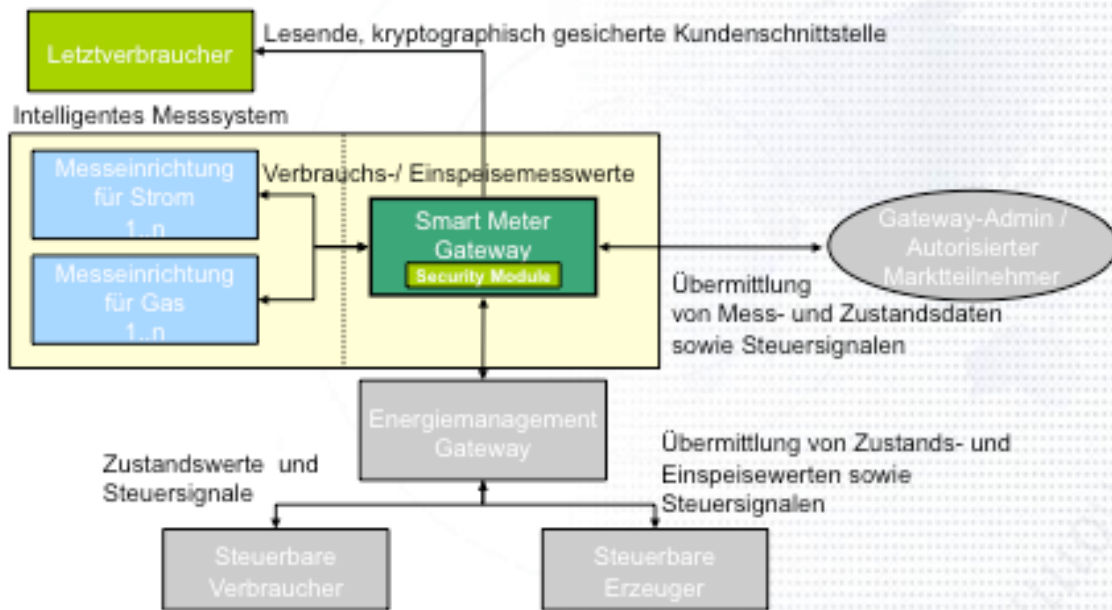 Letztverbraucher
Lesende, kryptographisch gesicherte Kundenschnittstelle
Intelligentes Messsystem
Messeinrichtung
für Strom
1..n
Verbrauchs-/ Einspeisemesswerte
Smart Meter
Gateway
Security Module
Gateway-Admin /
Autorisierter
Marktteilnehmer
Messeinrichtung
für Gas
1..n
Übermittlung
von Mess- und Zustandsdaten
sowie Steuersignalen
Energiemanagement
Gateway
Zustandswerte und
Steuersignale
Übermittlung von Zustands- und
Einspeisewerten sowie
Steuersignalen
Steuerbare
Verbraucher
Steuerbare
Erzeuger